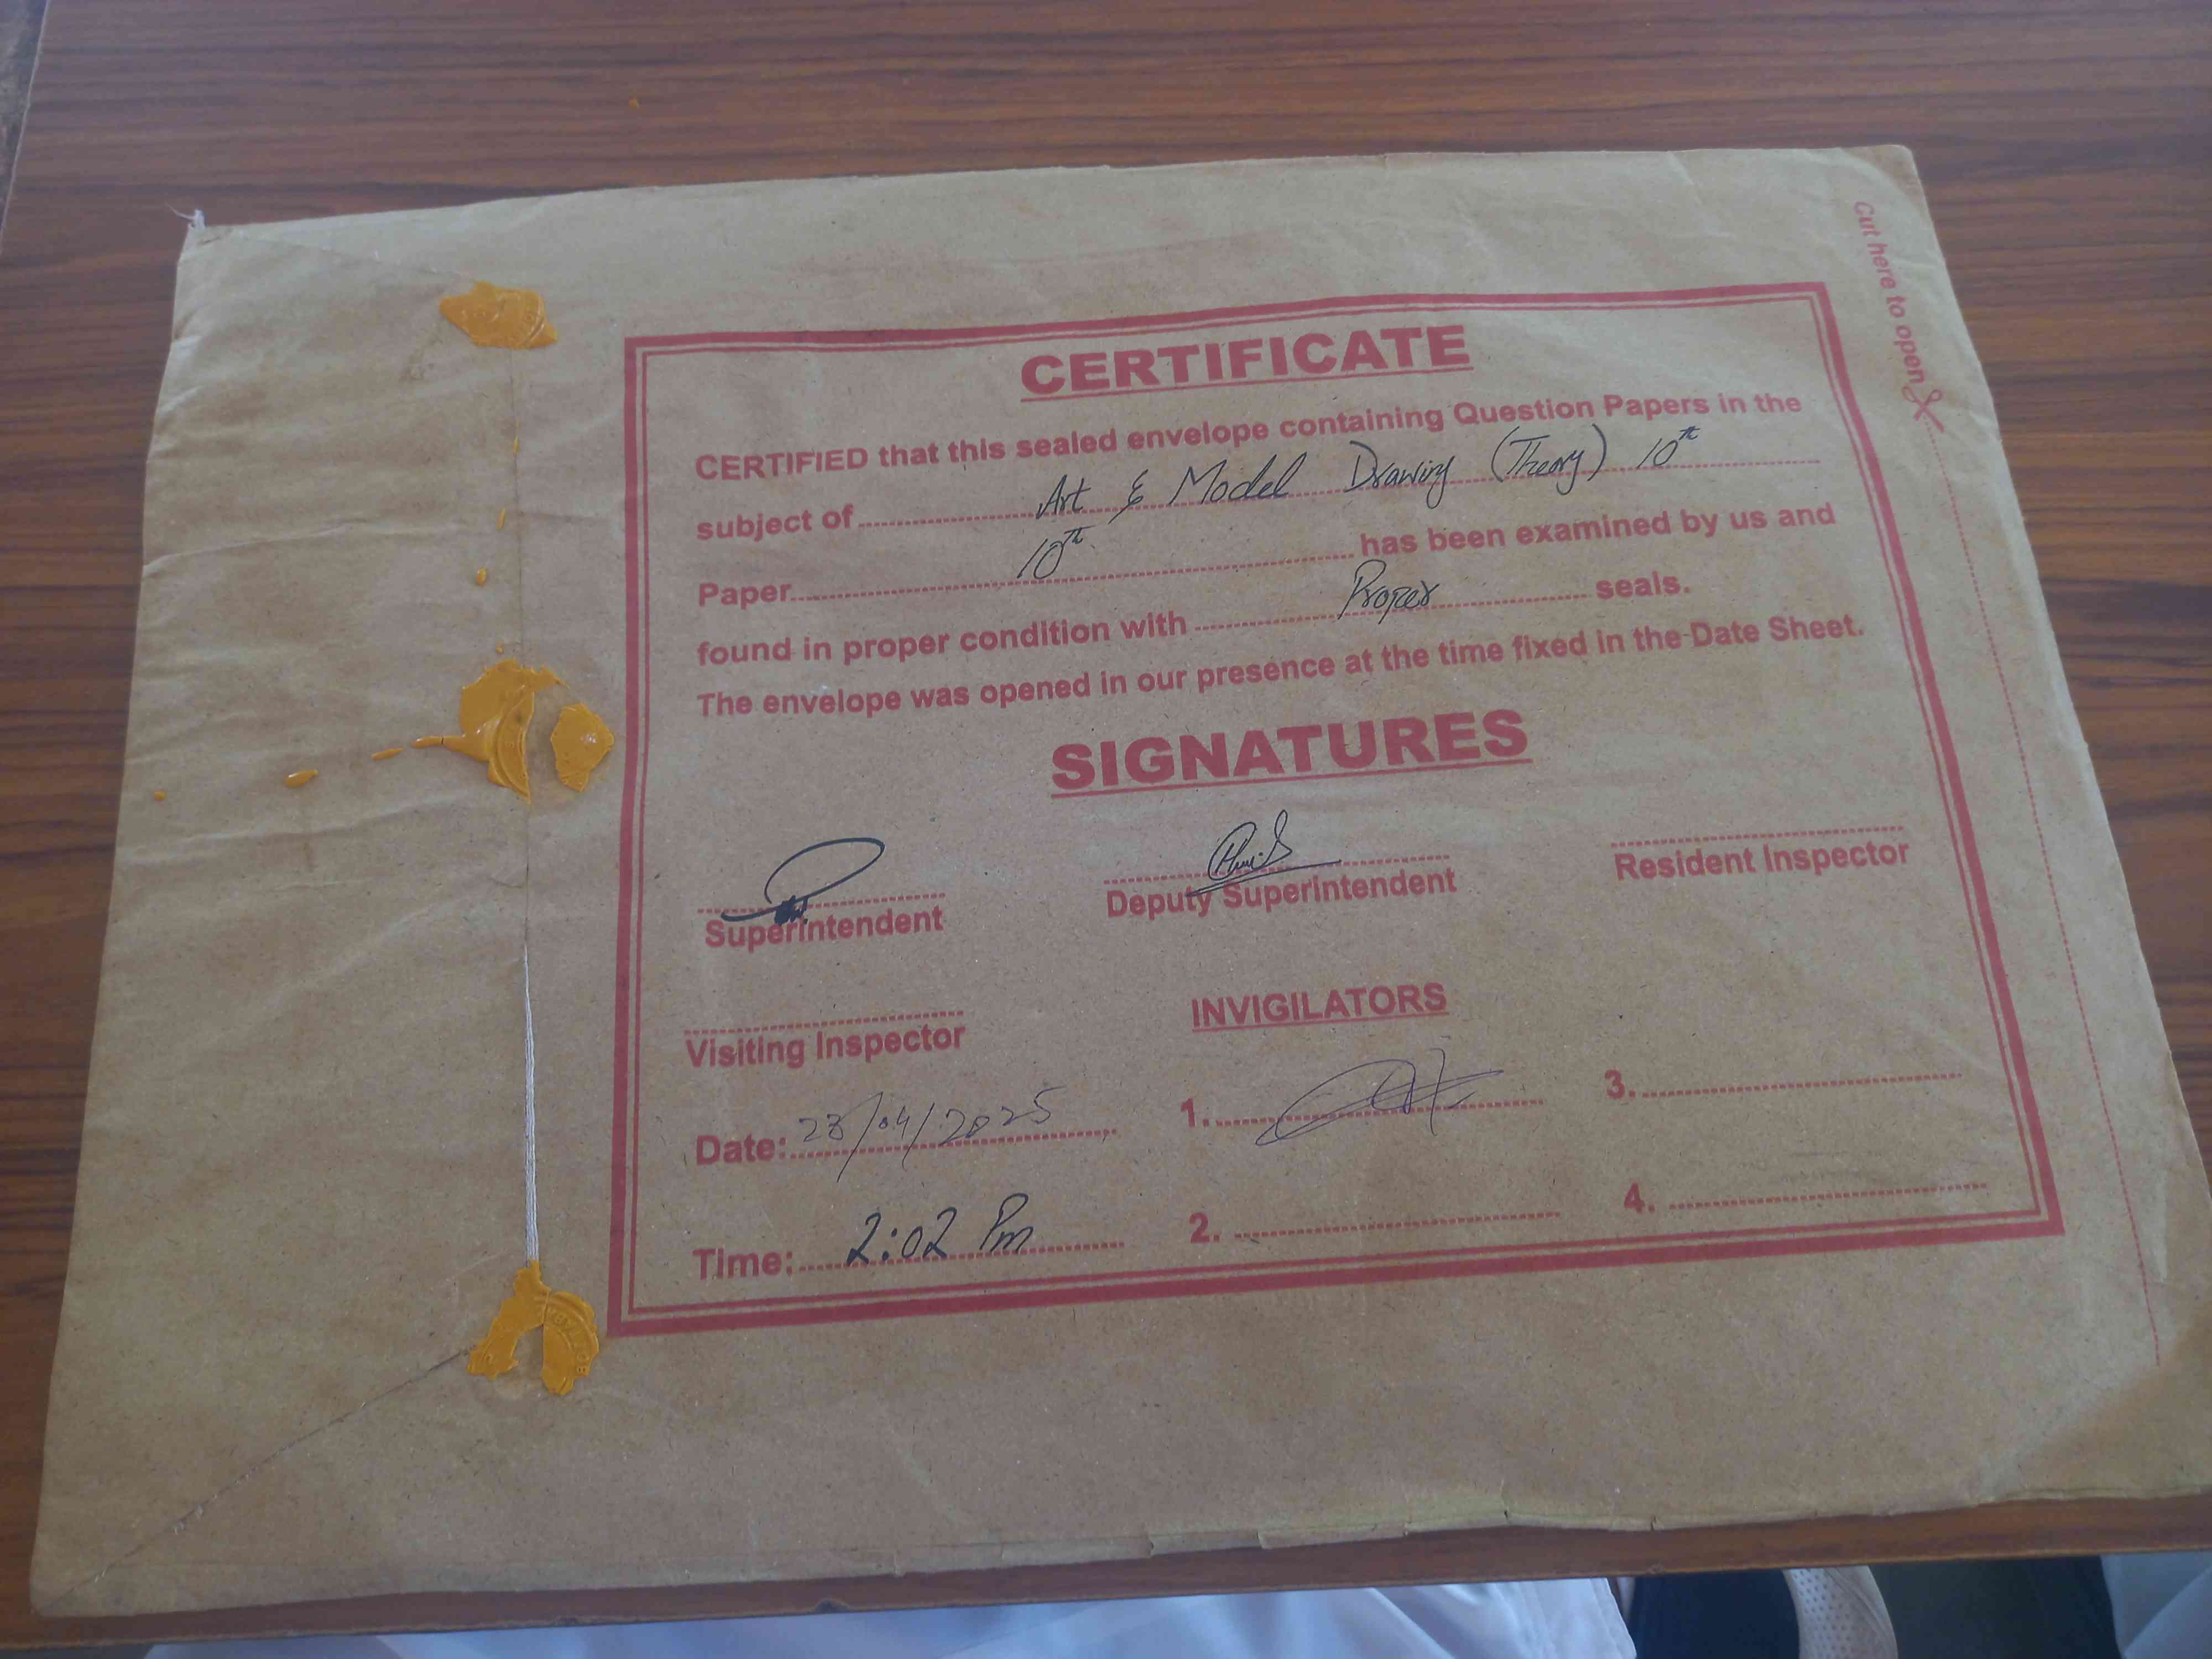 Cut here to open
CERTIFICATE
CERTIFIED that this sealed envelope containing Question Papers in the
subject of Art & Model Drawing (Theory) 10th
Paper 10th has been examined by us and
found in proper condition with Proper seals.
The envelope was opened in our presence at the time fixed in the Date Sheet.
SIGNATURES
Superintendent
Deputy Superintendent
Resident Inspector
Visiting Inspector
INVIGILATORS
Date: 23/04/2025
1.
3.
Time: 2:02 Pm
2.
4.